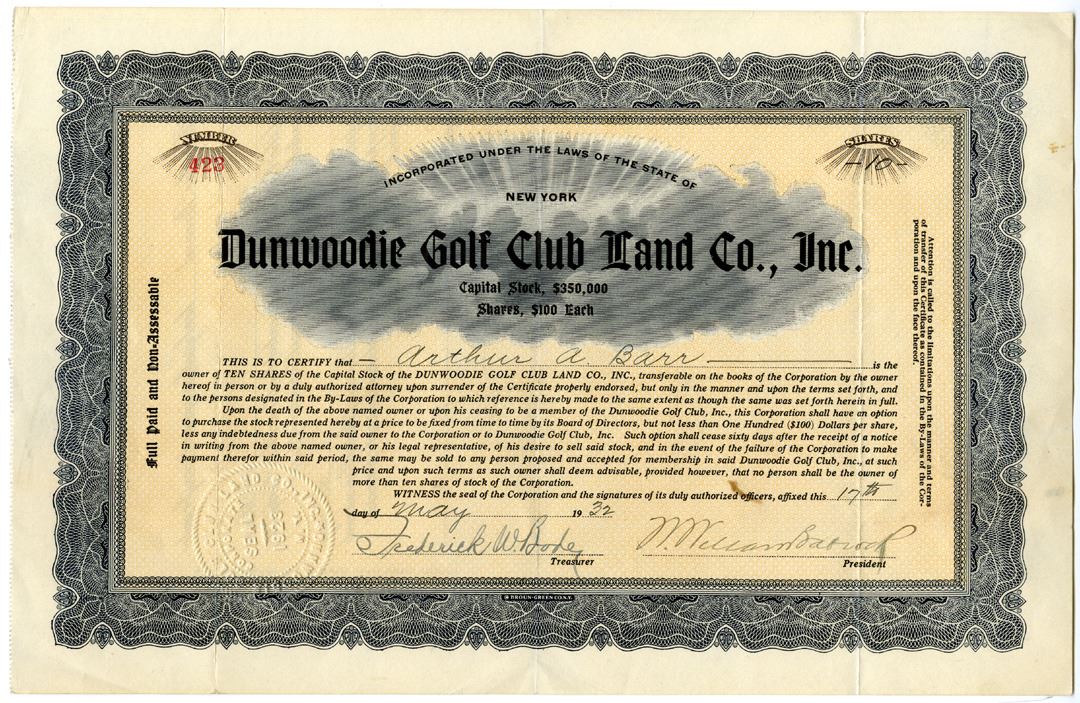 NUMBER
423
SHARES
-10-
INCORPORATED UNDER THE LAWS OF THE STATE OF
NEW YORK
Dunwoodie Golf Club Land Co., Inc.
Capital Stock, $350,000
Shares, $100 Each
Full Paid and Non-Assessable
Attention is called to the limitations upon the manner and terms
of transfer of this Certificate as contained in the By-Laws of the Cor-
poration and upon the face thereof.
THIS IS TO CERTIFY that — Arthur A Barr is the
owner of TEN SHARES of the Capital Stock of the DUNWOODIE GOLF CLUB LAND CO., INC., transferable on the books of the Corporation by the owner
hereof in person or by a duly authorized attorney upon surrender of the Certificate properly endorsed, but only in the manner and upon the terms set forth, and
to the persons designated in the By-Laws of the Corporation to which reference is hereby made to the same extent as though the same was set forth herein in full.
Upon the death of the above named owner or upon his ceasing to be a member of the Dunwoodie Golf Club, Inc., this Corporation shall have an option
to purchase the stock represented hereby at a price to be fixed from time to time by its Board of Directors, but not less than One Hundred ($100) Dollars per share,
less any indebtedness due from the said owner to the Corporation or to Dunwoodie Golf Club, Inc. Such option shall cease sixty days after the receipt of a notice
in writing from the above named owner, or his legal representative, of his desire to sell said stock, and in the event of the failure of the Corporation to make
payment therefor within said period, the same may be sold to any person proposed and accepted for membership in said Dunwoodie Golf Club, Inc., at such
price and upon such terms as such owner shall deem advisable, provided however, that no person shall be the owner of
more than ten shares of stock of the Corporation.
WITNESS the seal of the Corporation and the signatures of its duly authorized officers, affixed this 17th
day of May 1932
Frederick W. Bode
Treasurer
President
SEAL
1923
BROUN-GREEN CO. N.Y.